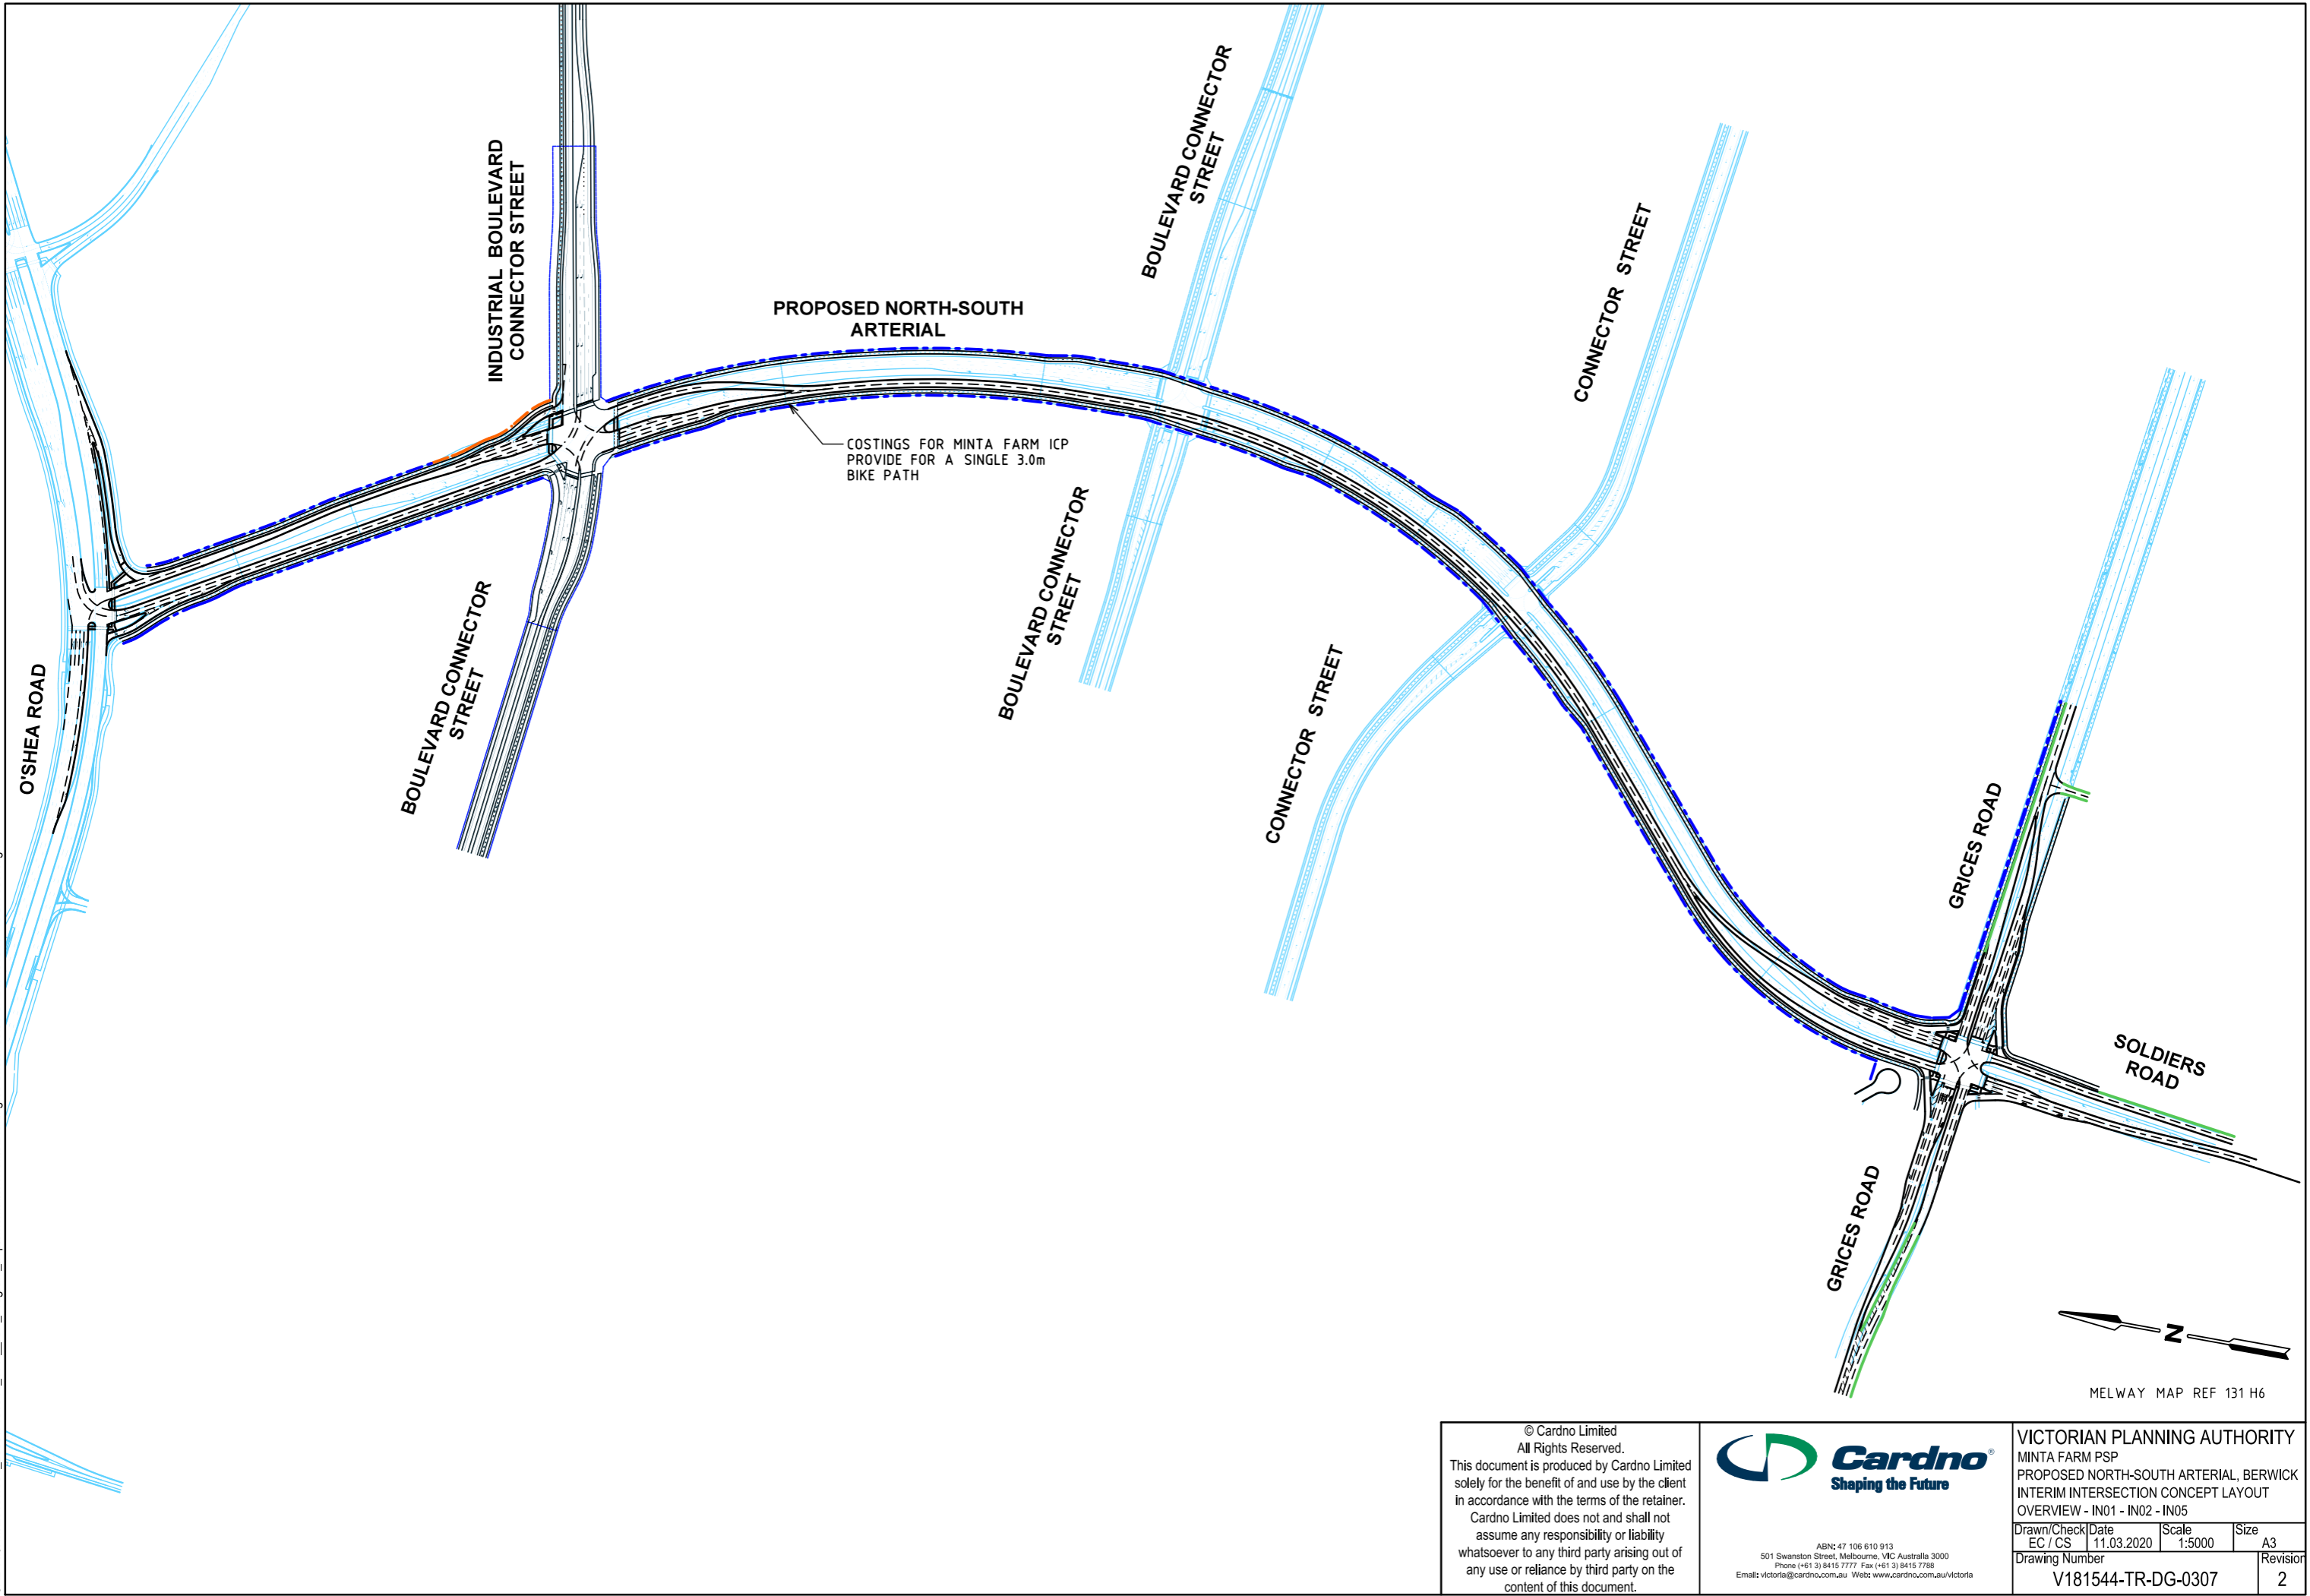 INDUSTRIAL BOULEVARD
CONNECTOR STREET
BOULEVARD CONNECTOR
STREET
CONNECTOR STREET
PROPOSED NORTH-SOUTH
ARTERIAL
COSTINGS FOR MINTA FARM ICP
PROVIDE FOR A SINGLE 3.0m
BIKE PATH
O'SHEA ROAD
BOULEVARD CONNECTOR
STREET
BOULEVARD CONNECTOR
STREET
CONNECTOR STREET
GRICES ROAD
SOLDIERS
ROAD
GRICES ROAD
N
MELWAY MAP REF 131 H6
© Cardno Limited
All Rights Reserved.
This document is produced by Cardno Limited
solely for the benefit of and use by the client
in accordance with the terms of the retainer.
Cardno Limited does not and shall not
assume any responsibility or liability
whatsoever to any third party arising out of
any use or reliance by third party on the
content of this document.
Cardno®
Shaping the Future
ABN: 47 106 610 913
501 Swanston Street, Melbourne, VIC Australia 3000
Phone (+61 3) 8415 7777 Fax (+61 3) 8415 7788
Email: victoria@cardno.com.au Web: www.cardno.com.au/victoria
VICTORIAN PLANNING AUTHORITY
MINTA FARM PSP
PROPOSED NORTH-SOUTH ARTERIAL, BERWICK
INTERIM INTERSECTION CONCEPT LAYOUT
OVERVIEW - IN01 - IN02 - IN05
Drawn/Check Date Scale Size
EC / CS 11.03.2020 1:5000 A3
Drawing Number Revision
V181544-TR-DG-0307 2